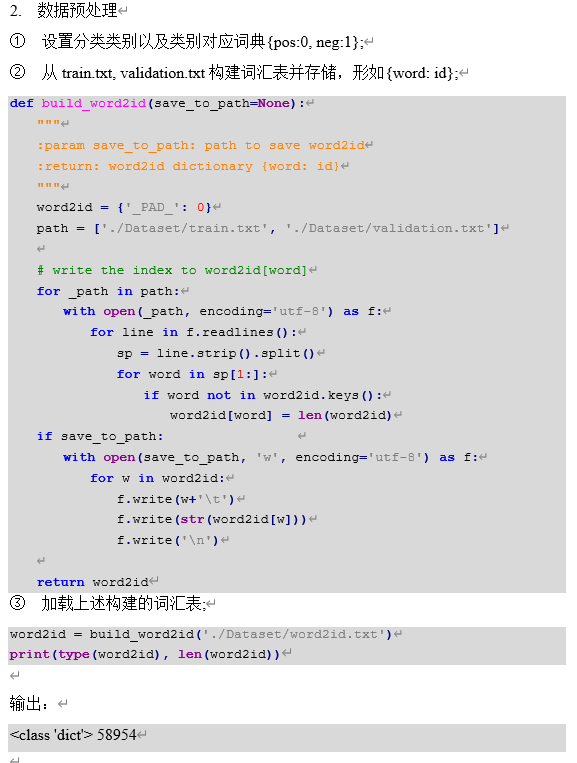 2. 数据预处理↵
① 设置分类类别以及类别对应词典{pos:0, neg:1};↵
② 从 train.txt, validation.txt 构建词汇表并存储，形如{word: id};↵
def build_word2id(save_to_path=None):↵
"""↵
:param save_to_path: path to save word2id↵
:return: word2id dictionary {word: id}↵
"""↵
word2id = {'_PAD_': 0}↵
path = ['./Dataset/train.txt', './Dataset/validation.txt']↵
↵
# write the index to word2id[word]↵
for _path in path:↵
with open(_path, encoding='utf-8') as f:↵
for line in f.readlines():↵
sp = line.strip().split()↵
for word in sp[1:]:↵
if word not in word2id.keys():↵
word2id[word] = len(word2id)↵
if save_to_path: ↵
with open(save_to_path, 'w', encoding='utf-8') as f:↵
for w in word2id:↵
f.write(w+'\t')↵
f.write(str(word2id[w]))↵
f.write('\n')↵
↵
return word2id↵
③ 加载上述构建的词汇表;↵
word2id = build_word2id('./Dataset/word2id.txt')↵
print(type(word2id), len(word2id))↵
↵
输出：↵
<class 'dict'> 58954↵
↵